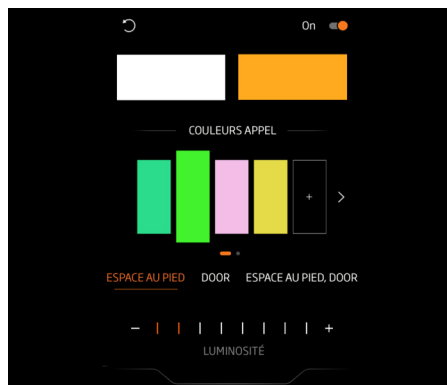 On
COULEURS APPEL
+
ESPACE AU PIED DOOR ESPACE AU PIED, DOOR
− +
LUMINOSITÉ